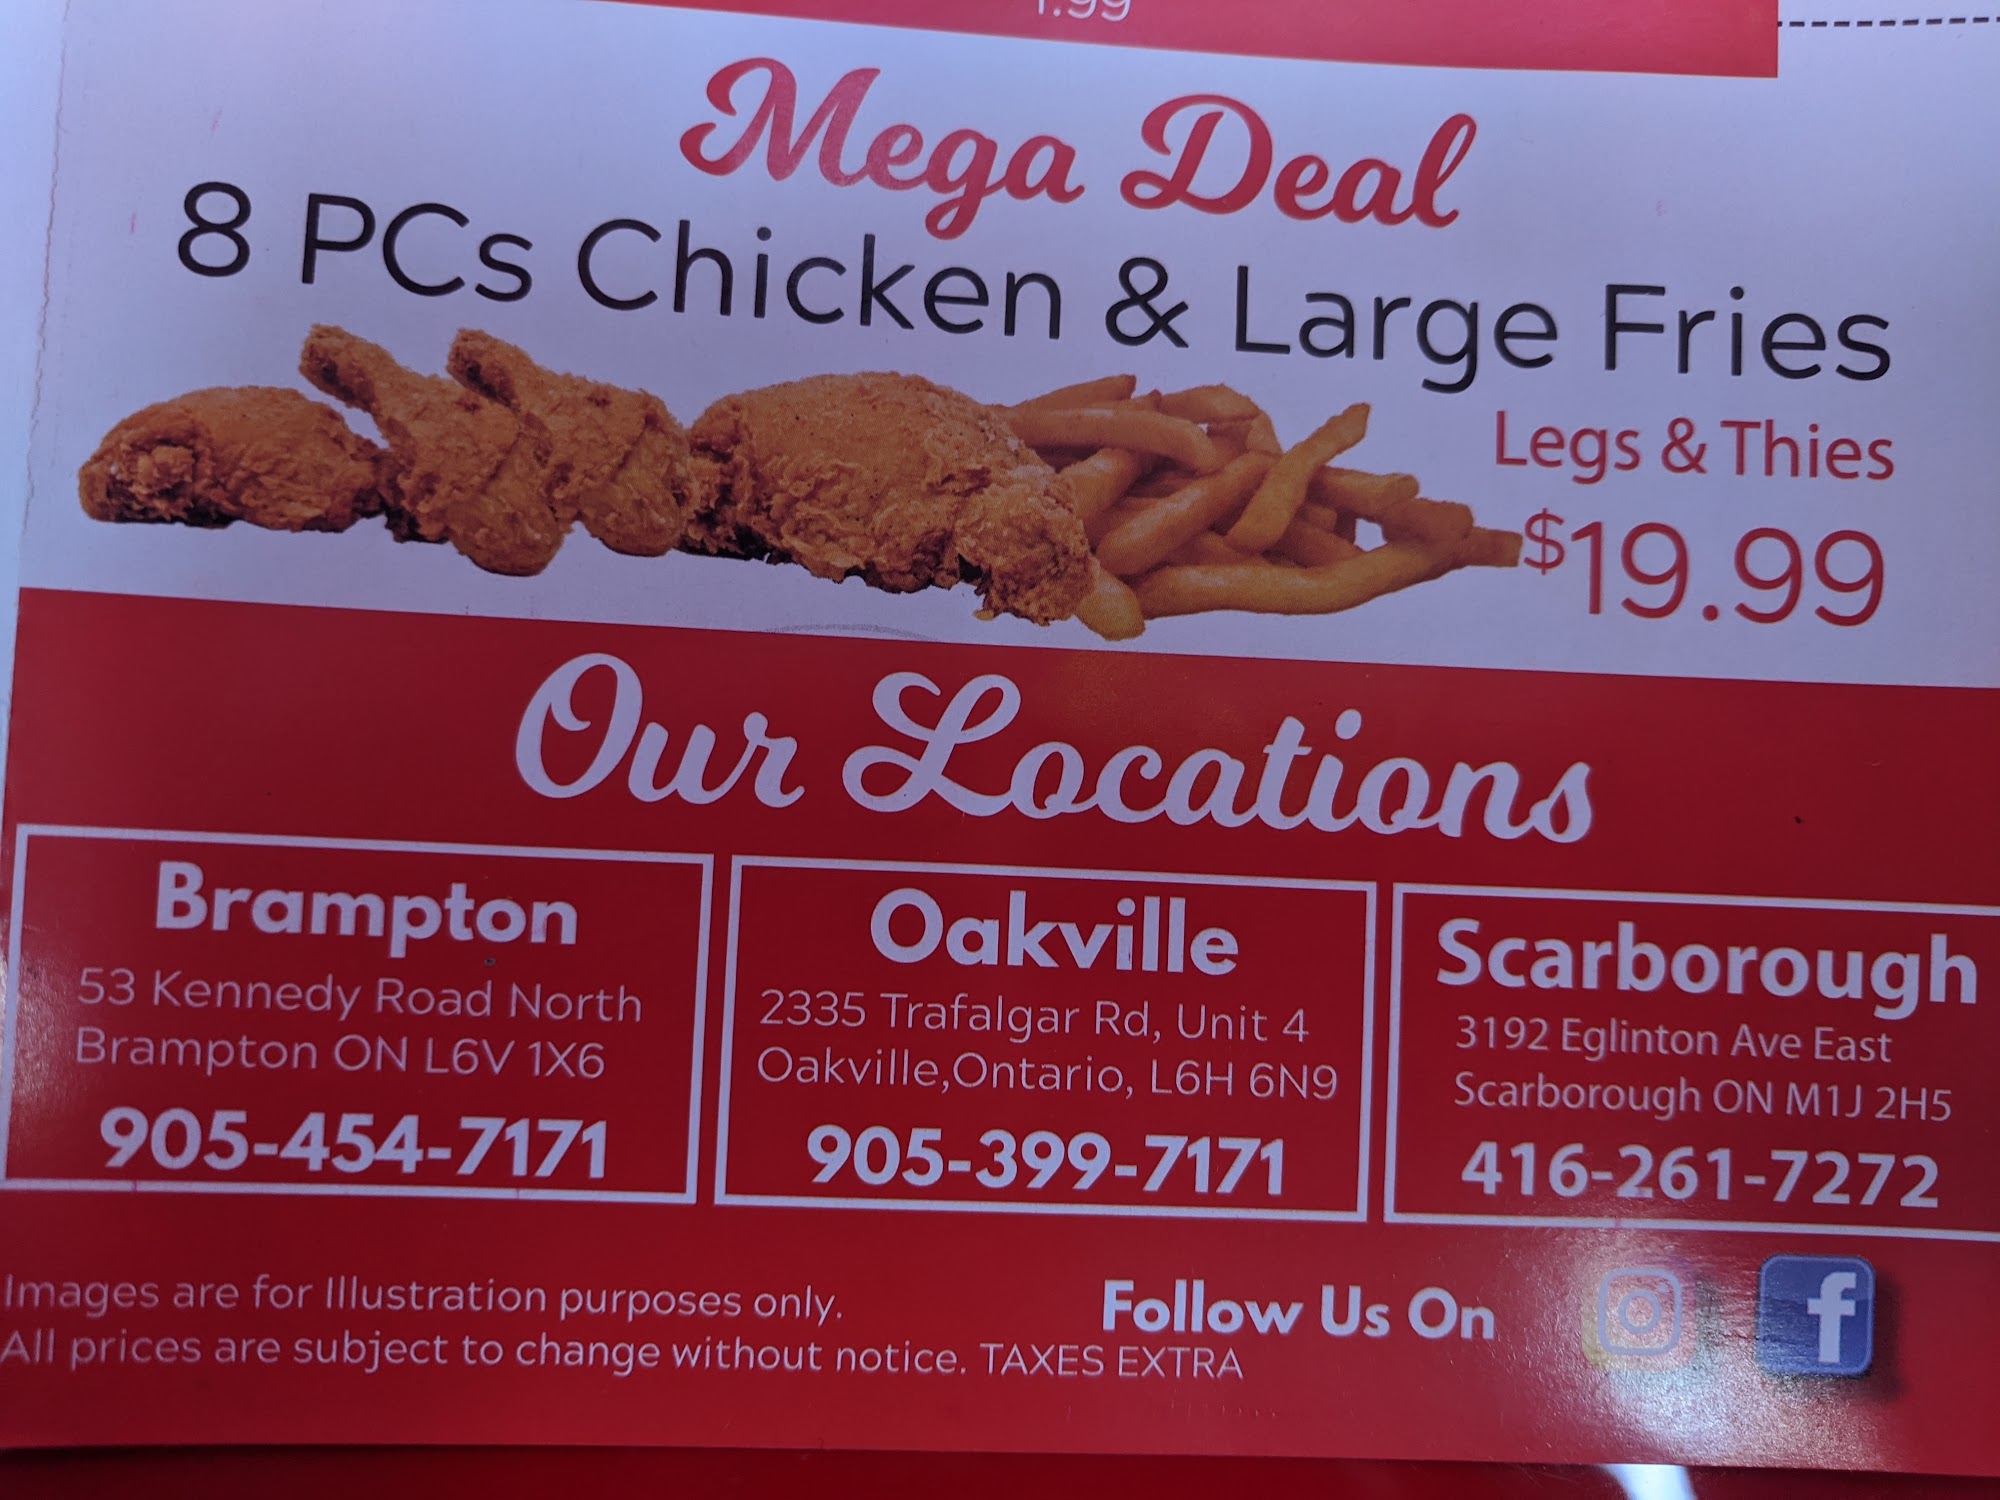 1.99
Mega Deal
8 PCs Chicken & Large Fries
Legs & Thies
$19.99
Our Locations
Brampton
53 Kennedy Road North
Brampton ON L6V 1X6
905-454-7171
Oakville
2335 Trafalgar Rd, Unit 4
Oakville,Ontario, L6H 6N9
905-399-7171
Scarborough
3192 Eglinton Ave East
Scarborough ON M1J 2H5
416-261-7272
Images are for Illustration purposes only.
All prices are subject to change without notice. TAXES EXTRA
Follow Us On
f